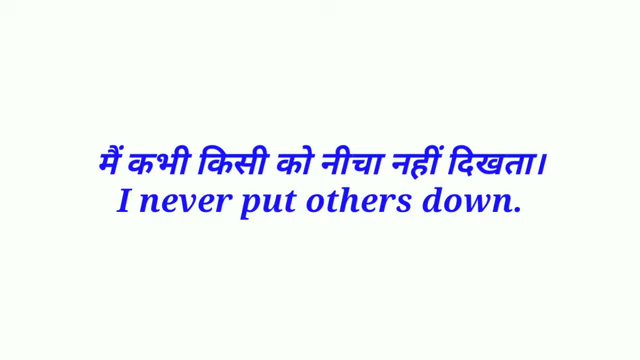 मैं कभी किसी को नीचा नहीं दिखता।
I never put others down.